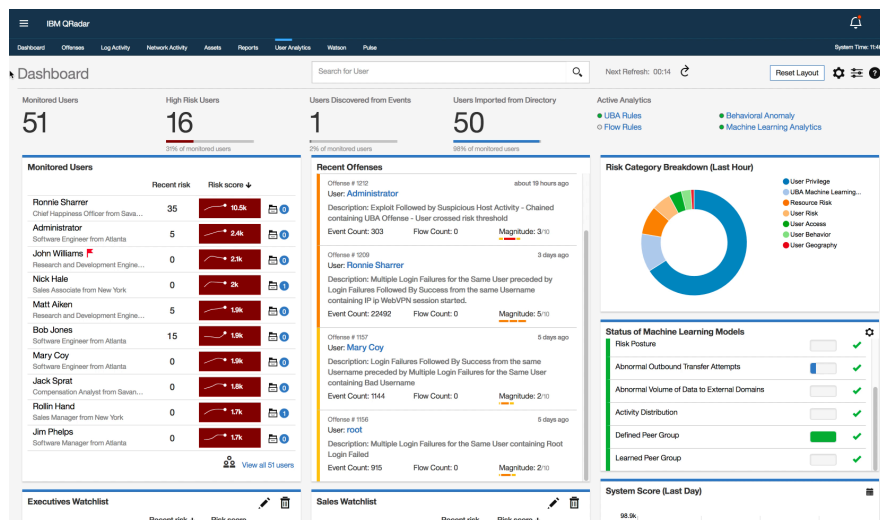 IBM QRadar
Dashboard Offenses Log Activity Network Activity Assets Reports User Analytics Watson Pulse System Time: 11:46
Dashboard
Search for User
Next Refresh: 00:14
Reset Layout
Monitored Users
51
High Risk Users
16
31% of monitored users
Users Discovered from Events
1
2% of monitored users
Users Imported from Directory
50
98% of monitored users
Active Analytics
UBA Rules
Behavioral Anomaly
Flow Rules
Machine Learning Analytics
Monitored Users
Recent risk Risk score
Ronnie Sharrer
Chief Happiness Officer from Sava...
35 10.5k 0
Administrator
Software Engineer from Atlanta
5 2.4k 0
John Williams
Research and Development Engine...
0 2.1k 0
Nick Hale
Sales Associate from New York
0 2k 1
Matt Aiken
Research and Development Engine...
5 1.9k 0
Bob Jones
Software Engineer from Atlanta
15 1.9k 0
Mary Coy
Software Engineer from Atlanta
0 1.9k 0
Jack Sprat
Compensation Analyst from Savan...
0 1.8k 0
Rollin Hand
Sales Manager from New York
0 1.7k 1
Jim Phelps
Software Manager from Atlanta
0 1.7k 0
View all 51 users
Recent Offenses
Offense # 1212 about 19 hours ago
User: Administrator
Description: Exploit Followed by Suspicious Host Activity - Chained
containing UBA Offense - User crossed risk threshold
Event Count: 303 Flow Count: 0 Magnitude: 3/10
Offense # 1209 3 days ago
User: Ronnie Sharrer
Description: Multiple Login Failures for the Same User preceded by
Login Failures Followed By Success from the same Username
containing IP ip WebVPN session started.
Event Count: 22492 Flow Count: 0 Magnitude: 5/10
Offense # 1157 5 days ago
User: Mary Coy
Description: Login Failures Followed By Success from the same
Username preceded by Multiple Login Failures for the Same User
containing Bad Username
Event Count: 1144 Flow Count: 0 Magnitude: 2/10
Offense # 1156 5 days ago
User: root
Description: Multiple Login Failures for the Same User containing Root
Login Failed
Event Count: 915 Flow Count: 0 Magnitude: 2/10
Risk Category Breakdown (Last Hour)
User Privilege
UBA Machine Learning...
Resource Risk
User Risk
User Access
User Behavior
User Geography
Status of Machine Learning Models
Risk Posture
Abnormal Outbound Transfer Attempts
Abnormal Volume of Data to External Domains
Activity Distribution
Defined Peer Group
Learned Peer Group
Executives Watchlist
Recent risk Risk score
Sales Watchlist
Recent risk Risk score
System Score (Last Day)
98.9k